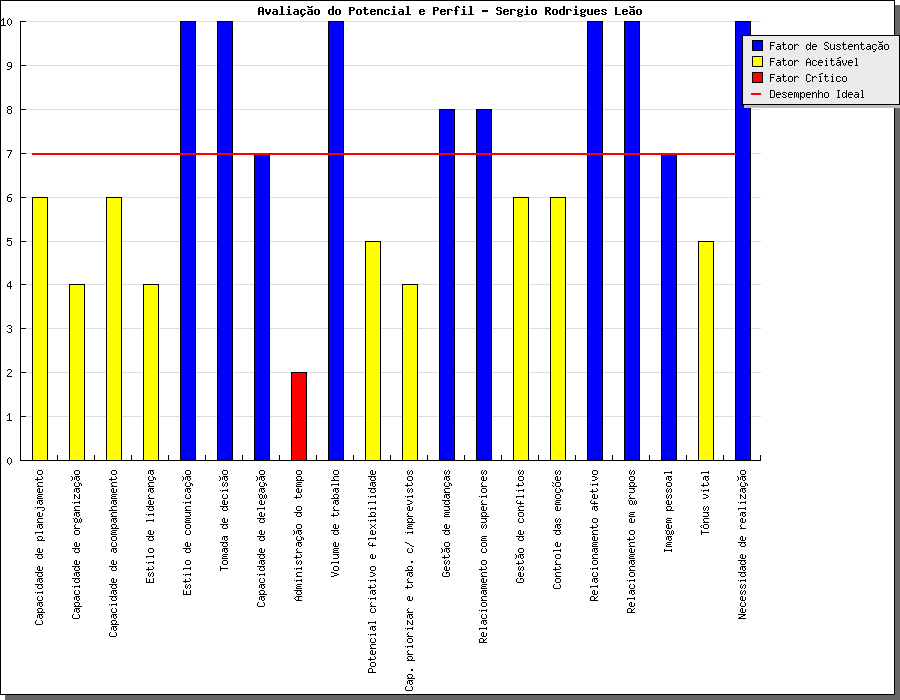 Avaliação do Potencial e Perfil - Sergio Rodrigues Leão
10
9
8
7
6
5
4
3
2
1
0
Fator de Sustentação
Fator Aceitável
Fator Crítico
Desempenho Ideal
Capacidade de planejamento
Capacidade de organização
Capacidade de acompanhamento
Estilo de liderança
Estilo de comunicação
Tomada de decisão
Capacidade de delegação
Administração do tempo
Volume de trabalho
Potencial criativo e flexibilidade
Cap. priorizar e trab. c/ imprevistos
Gestão de mudanças
Relacionamento com superiores
Gestão de conflitos
Controle das emoções
Relacionamento afetivo
Relacionamento em grupos
Imagem pessoal
Tônus vital
Necessidade de realização